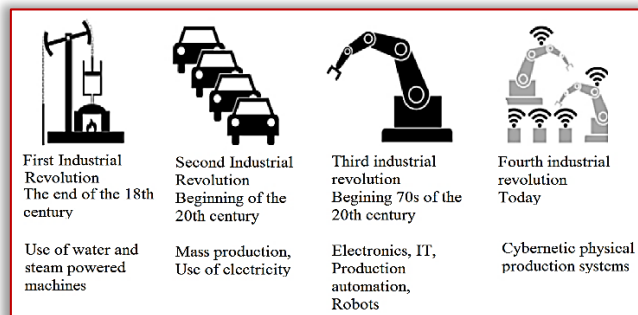 First Industrial
Revolution
The end of the 18th
century
Use of water and
steam powered
machines
Second Industrial
Revolution
Beginning of the
20th century
Mass production,
Use of electricity
Third industrial
revolution
Begining 70s of the
20th century
Electronics, IT,
Production
automation,
Robots
Fourth industrial
revolution
Today
Cybernetic physical
production systems